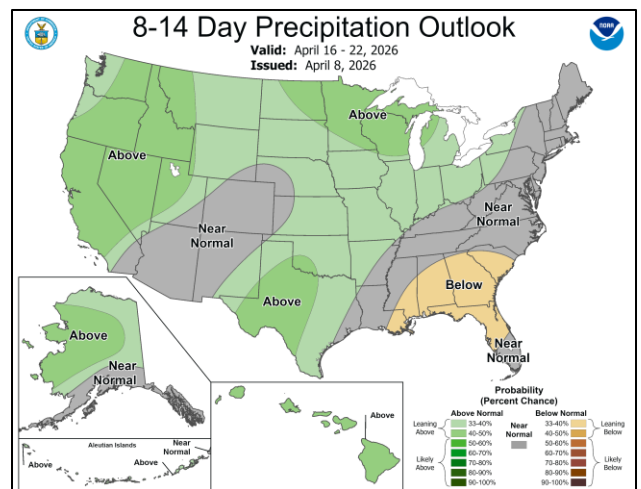 8-14 Day Precipitation Outlook
Valid: April 16 - 22, 2026
Issued: April 8, 2026
NOAA
Above
Above
Near
Normal
Near
Normal
Above
Below
Near
Normal
Above
Near
Normal
Aleutian Islands
Near
Normal
Above
Above
Above
Probability
(Percent Chance)
Above Normal
Below Normal
Leaning
Above
33-40%
40-50%
Likely
Above
50-60%
60-70%
70-80%
80-90%
90-100%
Near
Normal
33-40%
40-50%
Leaning
Below
50-60%
60-70%
70-80%
80-90%
90-100%
Likely
Below